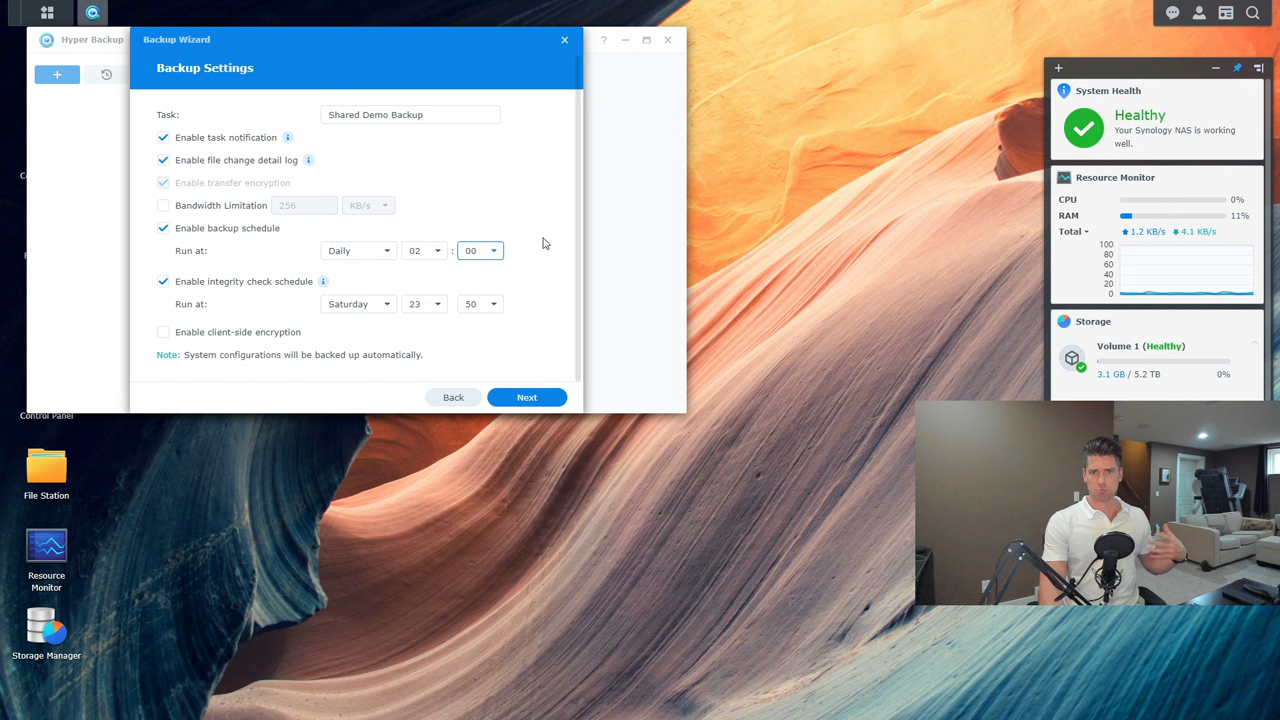 Hyper Backup
Backup Wizard
Backup Settings
Task: Shared Demo Backup
Enable task notification
Enable file change detail log
Enable transfer encryption
Bandwidth Limitation 256 KB/s
Enable backup schedule
Run at: Daily 02 : 00
Enable integrity check schedule
Run at: Saturday 23 50
Enable client-side encryption
Note: System configurations will be backed up automatically.
Back Next
Control Panel
File Station
Resource
Monitor
Storage Manager
System Health
Healthy
Your Synology NAS is working
well.
Resource Monitor
CPU 0%
RAM 11%
Total 1.2 KB/s 4.1 KB/s
100
80
60
40
20
0
Storage
Volume 1 (Healthy)
3.1 GB / 5.2 TB 0%